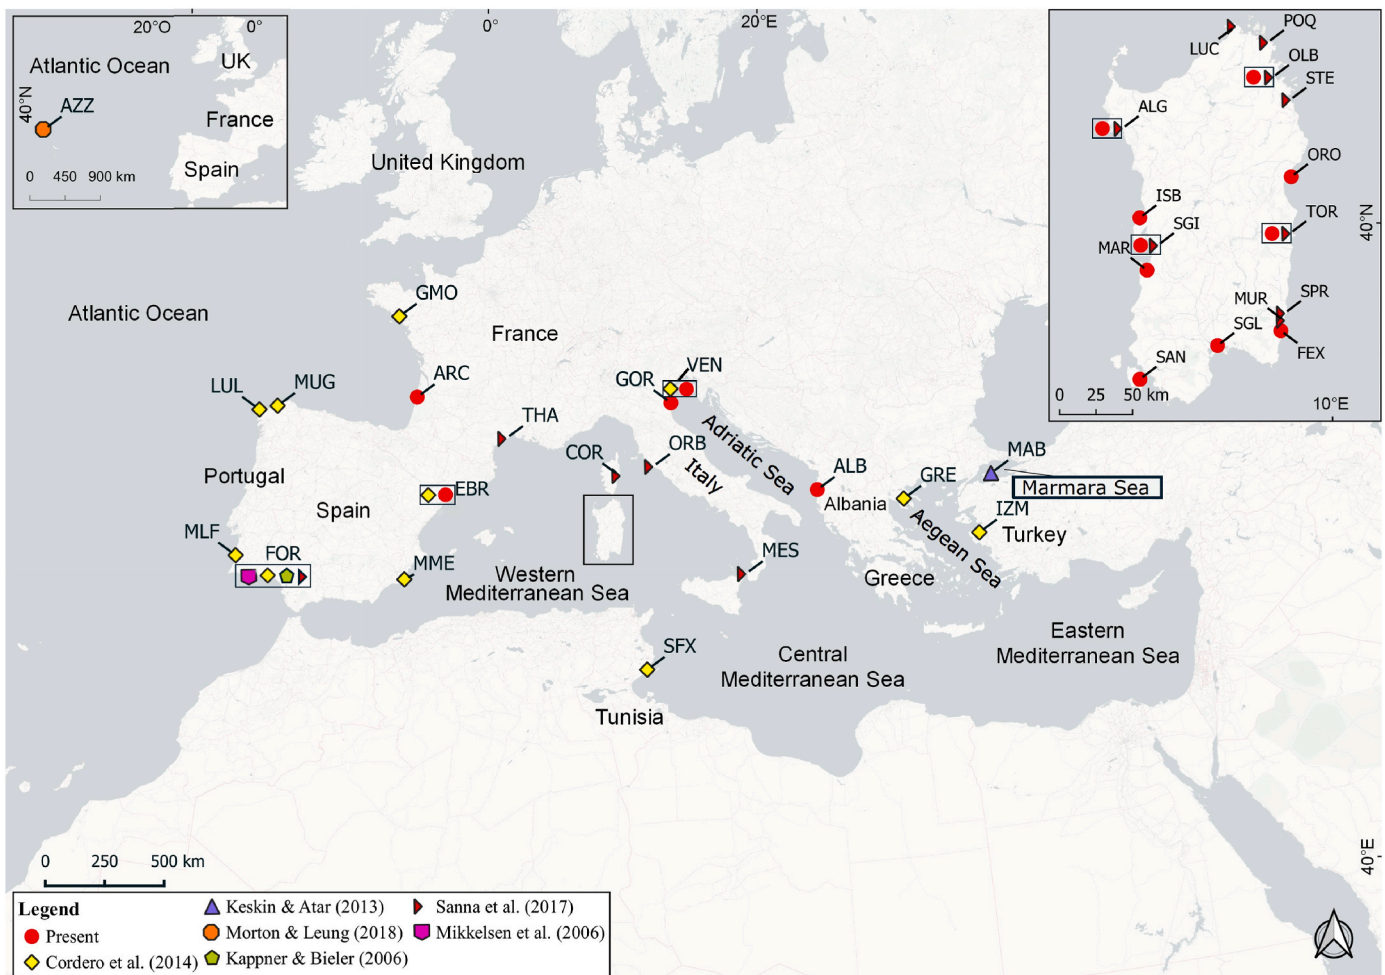 20°O
0°
0°
20°E
Atlantic Ocean
UK
40°N
AZZ
France
Spain
0 450 900 km
United Kingdom
GMO
Atlantic Ocean
France
ARC
LUL
MUG
VEN
GOR
THA
Adriatic Sea
COR
ORB
Italy
Portugal
EBR
Spain
ALB
Albania
GRE
MAB
Marmara Sea
IZM
Turkey
Aegean Sea
MLF
FOR
MME
Western
Mediterranean Sea
MES
Greece
SFX
Central
Mediterranean Sea
Eastern
Mediterranean Sea
Tunisia
POQ
LUC
OLB
STE
ALG
ORO
ISB
SGI
TOR
40°N
MAR
MUR
SPR
SGL
FEX
SAN
0 25 50 km
10°E
40°E
0 250 500 km
Legend
Present
Cordero et al. (2014)
Keskin & Atar (2013)
Morton & Leung (2018)
Kappner & Bieler (2006)
Sanna et al. (2017)
Mikkelsen et al. (2006)